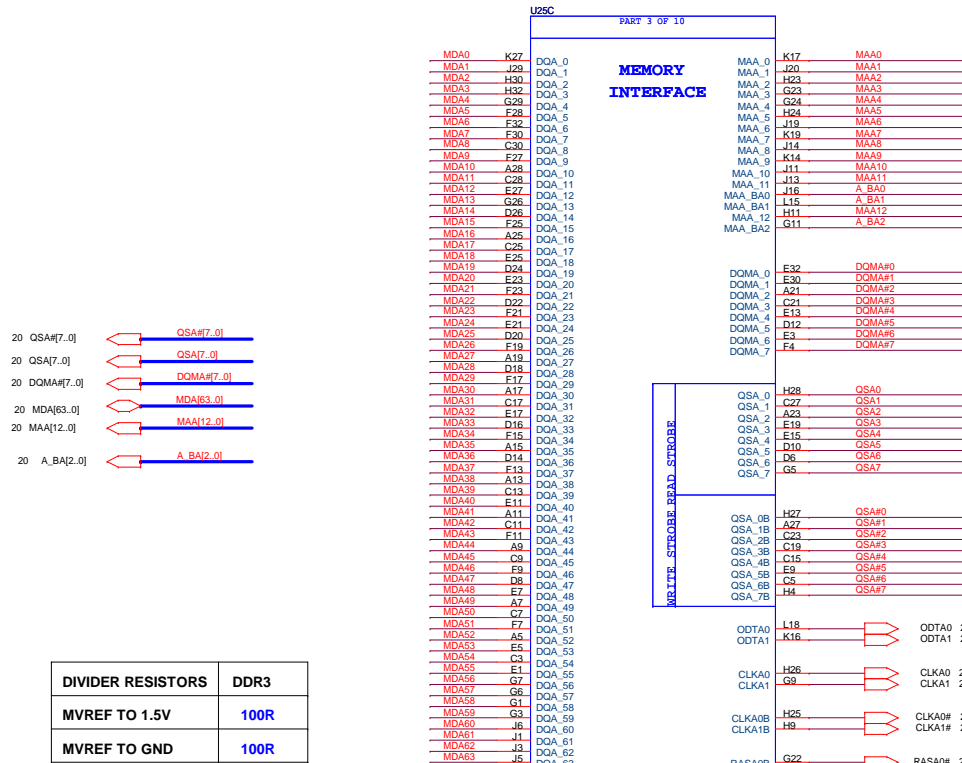 U25C
PART 3 OF 10
MEMORY
INTERFACE
MDA0 K27 DQA_0
MDA1 J29 DQA_1
MDA2 H30 DQA_2
MDA3 H32 DQA_3
MDA4 G29 DQA_4
MDA5 F28 DQA_5
MDA6 F32 DQA_6
MDA7 F30 DQA_7
MDA8 C30 DQA_8
MDA9 F27 DQA_9
MDA10 A28 DQA_10
MDA11 C28 DQA_11
MDA12 E27 DQA_12
MDA13 G26 DQA_13
MDA14 D26 DQA_14
MDA15 F25 DQA_15
MDA16 A25 DQA_16
MDA17 C25 DQA_17
MDA18 E25 DQA_18
MDA19 D24 DQA_19
MDA20 E23 DQA_20
MDA21 F23 DQA_21
MDA22 D22 DQA_22
MDA23 F21 DQA_23
MDA24 E21 DQA_24
MDA25 D20 DQA_25
MDA26 F19 DQA_26
MDA27 A19 DQA_27
MDA28 D18 DQA_28
MDA29 F17 DQA_29
MDA30 A17 DQA_30
MDA31 C17 DQA_31
MDA32 E17 DQA_32
MDA33 D16 DQA_33
MDA34 F15 DQA_34
MDA35 A15 DQA_35
MDA36 D14 DQA_36
MDA37 F13 DQA_37
MDA38 A13 DQA_38
MDA39 C13 DQA_39
MDA40 E11 DQA_40
MDA41 A11 DQA_41
MDA42 C11 DQA_42
MDA43 F11 DQA_43
MDA44 A9 DQA_44
MDA45 C9 DQA_45
MDA46 F9 DQA_46
MDA47 D8 DQA_47
MDA48 E7 DQA_48
MDA49 A7 DQA_49
MDA50 C7 DQA_50
MDA51 F7 DQA_51
MDA52 A5 DQA_52
MDA53 E5 DQA_53
MDA54 C3 DQA_54
MDA55 E1 DQA_55
MDA56 G7 DQA_56
MDA57 G6 DQA_57
MDA58 G1 DQA_58
MDA59 G3 DQA_59
MDA60 J6 DQA_60
MDA61 J1 DQA_61
MDA62 J3 DQA_62
MDA63 J5 DQA_63
MAA_0 K17 MAA0
MAA_1 J20 MAA1
MAA_2 H23 MAA2
MAA_3 G23 MAA3
MAA_4 G24 MAA4
MAA_5 H24 MAA5
MAA_6 J19 MAA6
MAA_7 K19 MAA7
MAA_8 J14 MAA8
MAA_9 K14 MAA9
MAA_10 J11 MAA10
MAA_11 J13 MAA11
MAA_BA0 J16 A_BA0
MAA_BA1 L15 A_BA1
MAA_12 H11 MAA12
MAA_BA2 G11 A_BA2
DQMA_0 E32 DQMA#0
DQMA_1 E30 DQMA#1
DQMA_2 A21 DQMA#2
DQMA_3 C21 DQMA#3
DQMA_4 E13 DQMA#4
DQMA_5 D12 DQMA#5
DQMA_6 E3 DQMA#6
DQMA_7 F4 DQMA#7
READ STROBE
QSA_0 H28 QSA0
QSA_1 C27 QSA1
QSA_2 A23 QSA2
QSA_3 E19 QSA3
QSA_4 E15 QSA4
QSA_5 D10 QSA5
QSA_6 D6 QSA6
QSA_7 G5 QSA7
WRITE STROBE
QSA_0B H27 QSA#0
QSA_1B A27 QSA#1
QSA_2B C23 QSA#2
QSA_3B C19 QSA#3
QSA_4B C15 QSA#4
QSA_5B E9 QSA#5
QSA_6B C5 QSA#6
QSA_7B H4 QSA#7
ODTA0 L18 ODTA0
ODTA1 K16 ODTA1
CLKA0 H26 CLKA0
CLKA1 G9 CLKA1
CLKA0B H25 CLKA0#
CLKA1B H9 CLKA1#
RASA0B G22 RASA0#
20 QSA#[7..0] QSA#[7..0]
20 QSA[7..0] QSA[7..0]
20 DQMA#[7..0] DQMA#[7..0]
20 MDA[63..0] MDA[63..0]
20 MAA[12..0] MAA[12..0]
20 A_BA[2..0] A_BA[2..0]
DIVIDER RESISTORS DDR3
MVREF TO 1.5V 100R
MVREF TO GND 100R